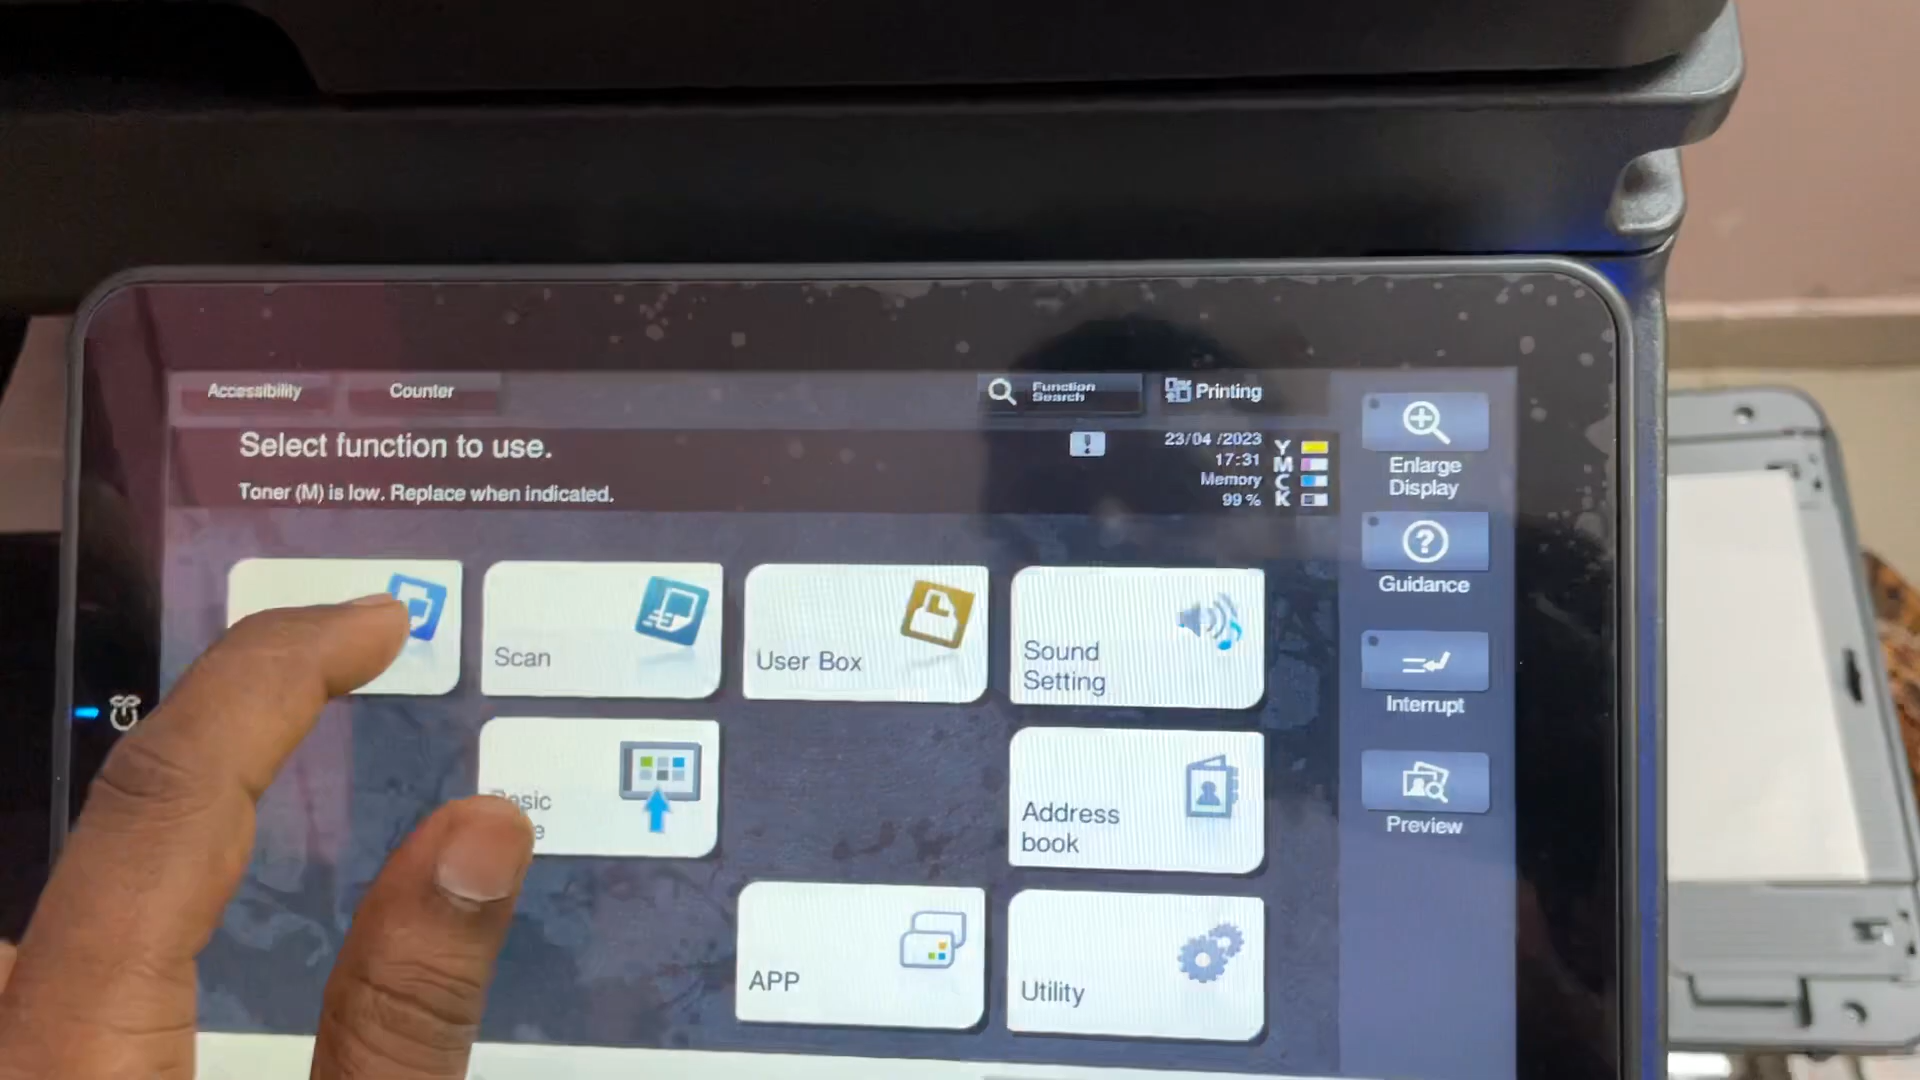 Accessibility
Counter
Function
Search
Printing
Select function to use.
Toner (M) is low. Replace when indicated.
23/04 /2023
17:31
Memory
99 %
Y
M
C
K
Enlarge
Display
Guidance
Interrupt
Preview
Scan
User Box
Sound
Setting
Address
book
APP
Utility